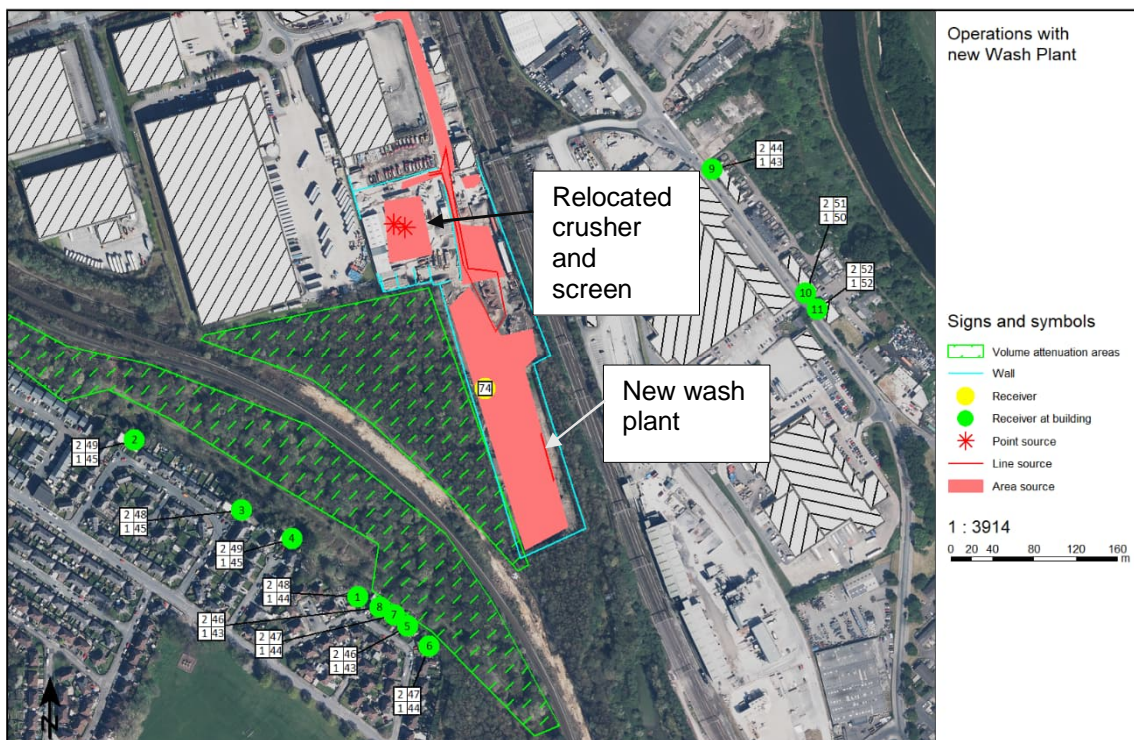 Operations with
new Wash Plant
Relocated
crusher
and
screen
New wash
plant
2 44
1 43
9
2 51
1 50
10
2 52
1 52
11
74
2 49
1 45
2
2 48
1 45
3
2 49
1 45
4
2 48
1 44
1
2 46
1 43
8
2 47
1 44
7
2 46
1 43
5
2 47
1 44
6
N
Signs and symbols
Volume attenuation areas
Wall
Receiver
Receiver at building
Point source
Line source
Area source
1 : 3914
0 20 40 80 120 160
m